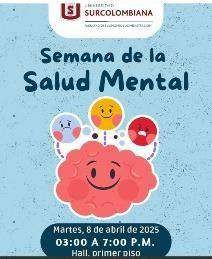 UNIVERSIDAD
SURCOLOMBIANA
Semana de la
Salud Mental
Martes, 8 de abril de 2025
03:00 A 7:00 P.M.
Hall, primer piso